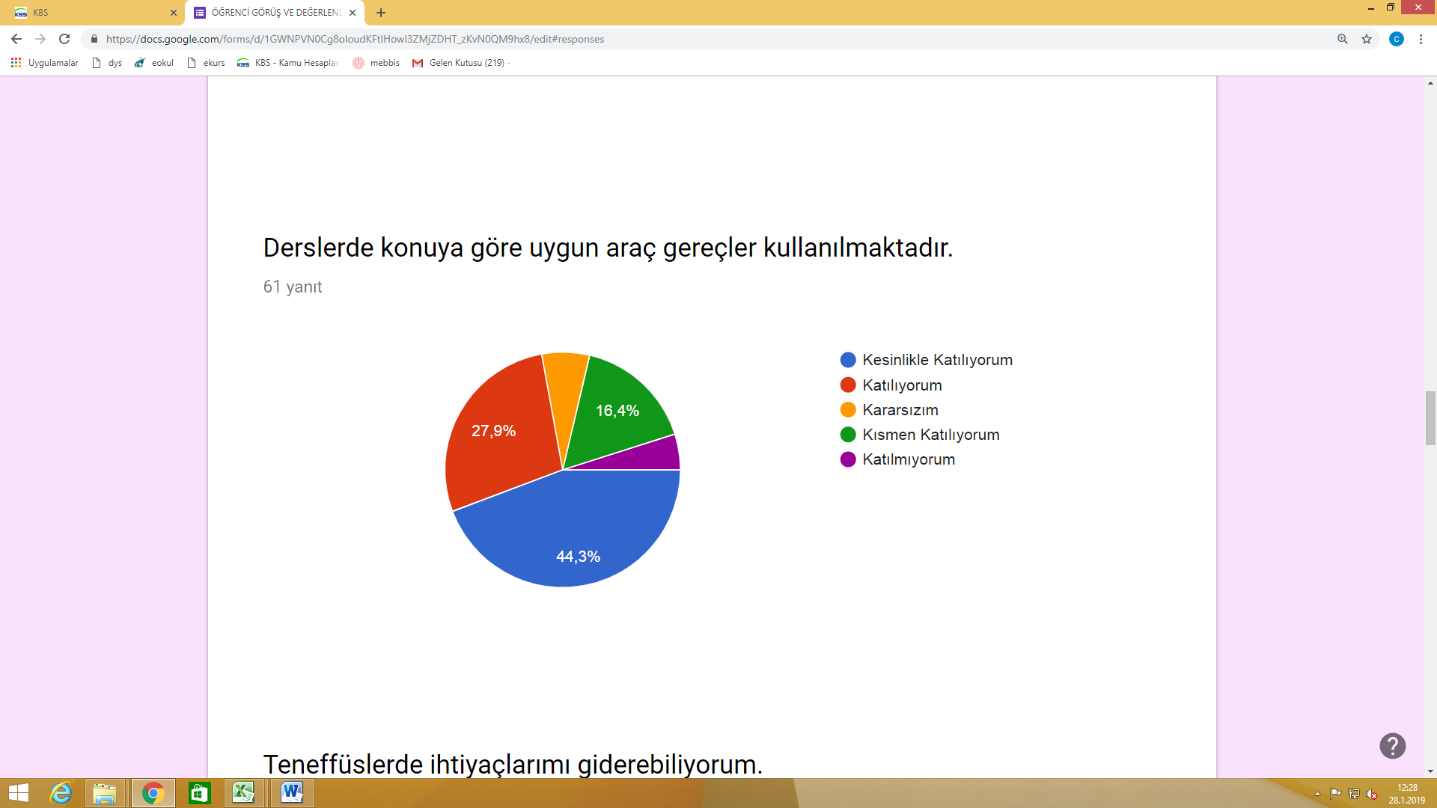 KBS
ÖĞRENCİ GÖRÜŞ VE DEĞERLEND
https://docs.google.com/forms/d/1GWNPVN0Cg8oloudKFtlHowl3ZMjZDHT_zKvN0QM9hx8/edit#responses
C
Uygulamalar dys eokul ekurs KBS - Kamu Hesapları mebbis Gelen Kutusu (219) -
Derslerde konuya göre uygun araç gereçler kullanılmaktadır.
61 yanıt
Kesinlikle Katılıyorum
Katılıyorum
Kararsızım
Kısmen Katılıyorum
Katılmıyorum
16,4%
27,9%
44,3%
Teneffüslerde ihtiyaçlarımı giderebiliyorum.
12:28
28.1.2019